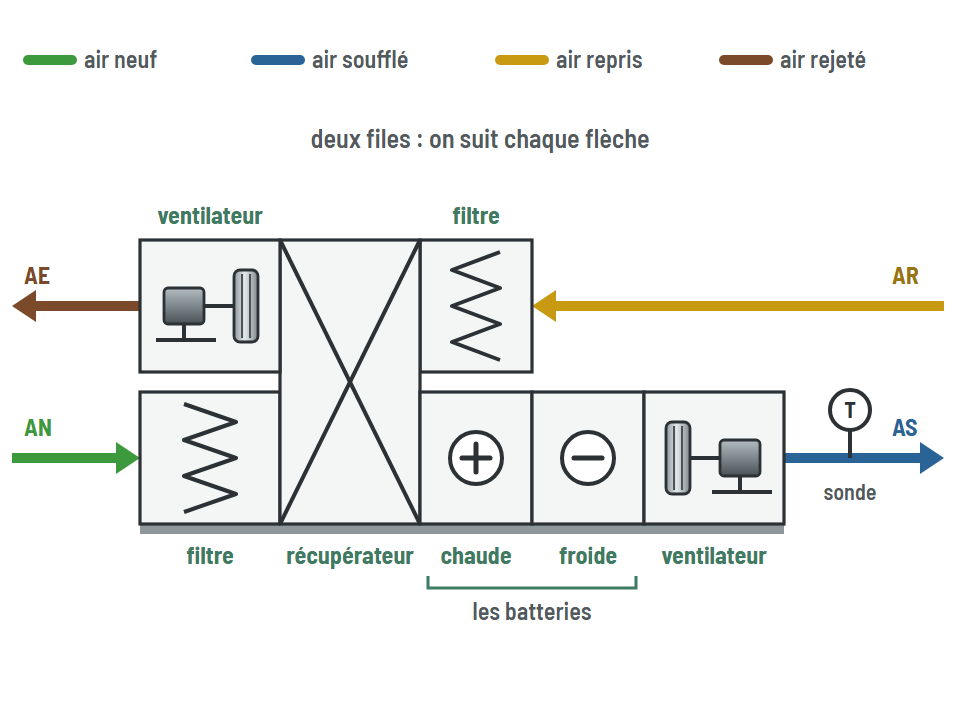 air neuf
air soufflé
air repris
air rejeté
deux files : on suit chaque flèche
ventilateur
filtre
AE
AR
AN
T
AS
sonde
filtre
récupérateur
chaude
froide
ventilateur
les batteries